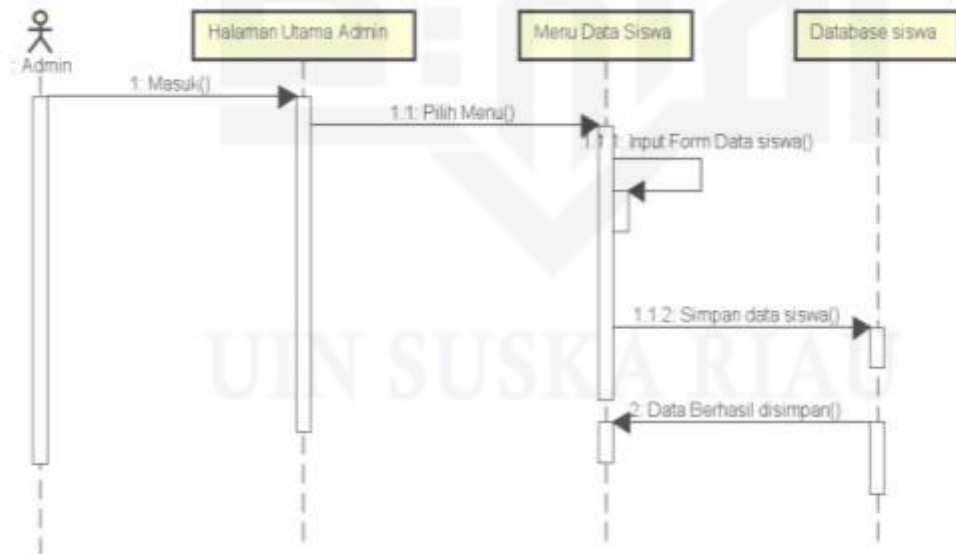 Halaman Utama Admin
Menu Data Siswa
Database siswa
: Admin
1: Masuk()
1.1: Pilih Menu()
1.1.1: Input Form Data siswa()
1.1.2: Simpan data siswa()
2: Data Berhasil disimpan()
UIN SUSKA RIAU